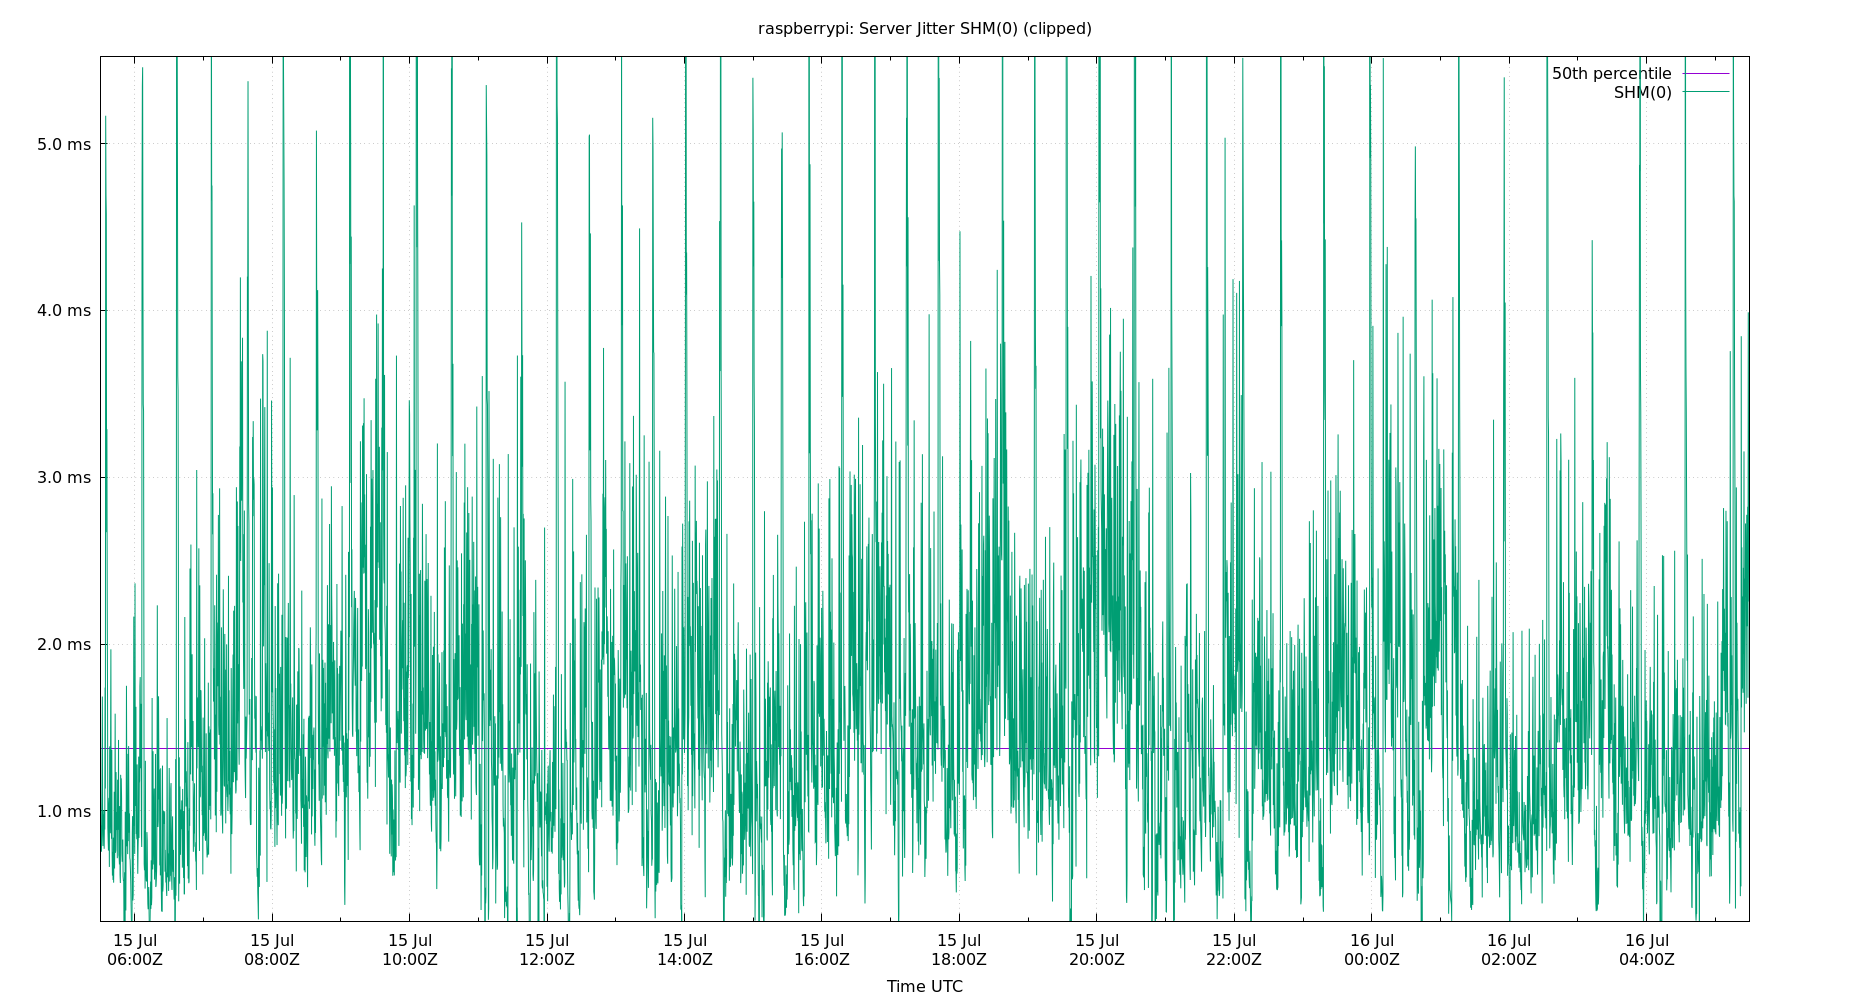 raspberrypi: Server Jitter SHM(0) (clipped)
50th percentile
SHM(0)
5.0 ms
4.0 ms
3.0 ms
2.0 ms
1.0 ms
15 Jul 15 Jul 15 Jul 15 Jul 15 Jul 15 Jul 15 Jul 15 Jul 15 Jul 16 Jul 16 Jul 16 Jul
06:00Z 08:00Z 10:00Z 12:00Z 14:00Z 16:00Z 18:00Z 20:00Z 22:00Z 00:00Z 02:00Z 04:00Z
Time UTC